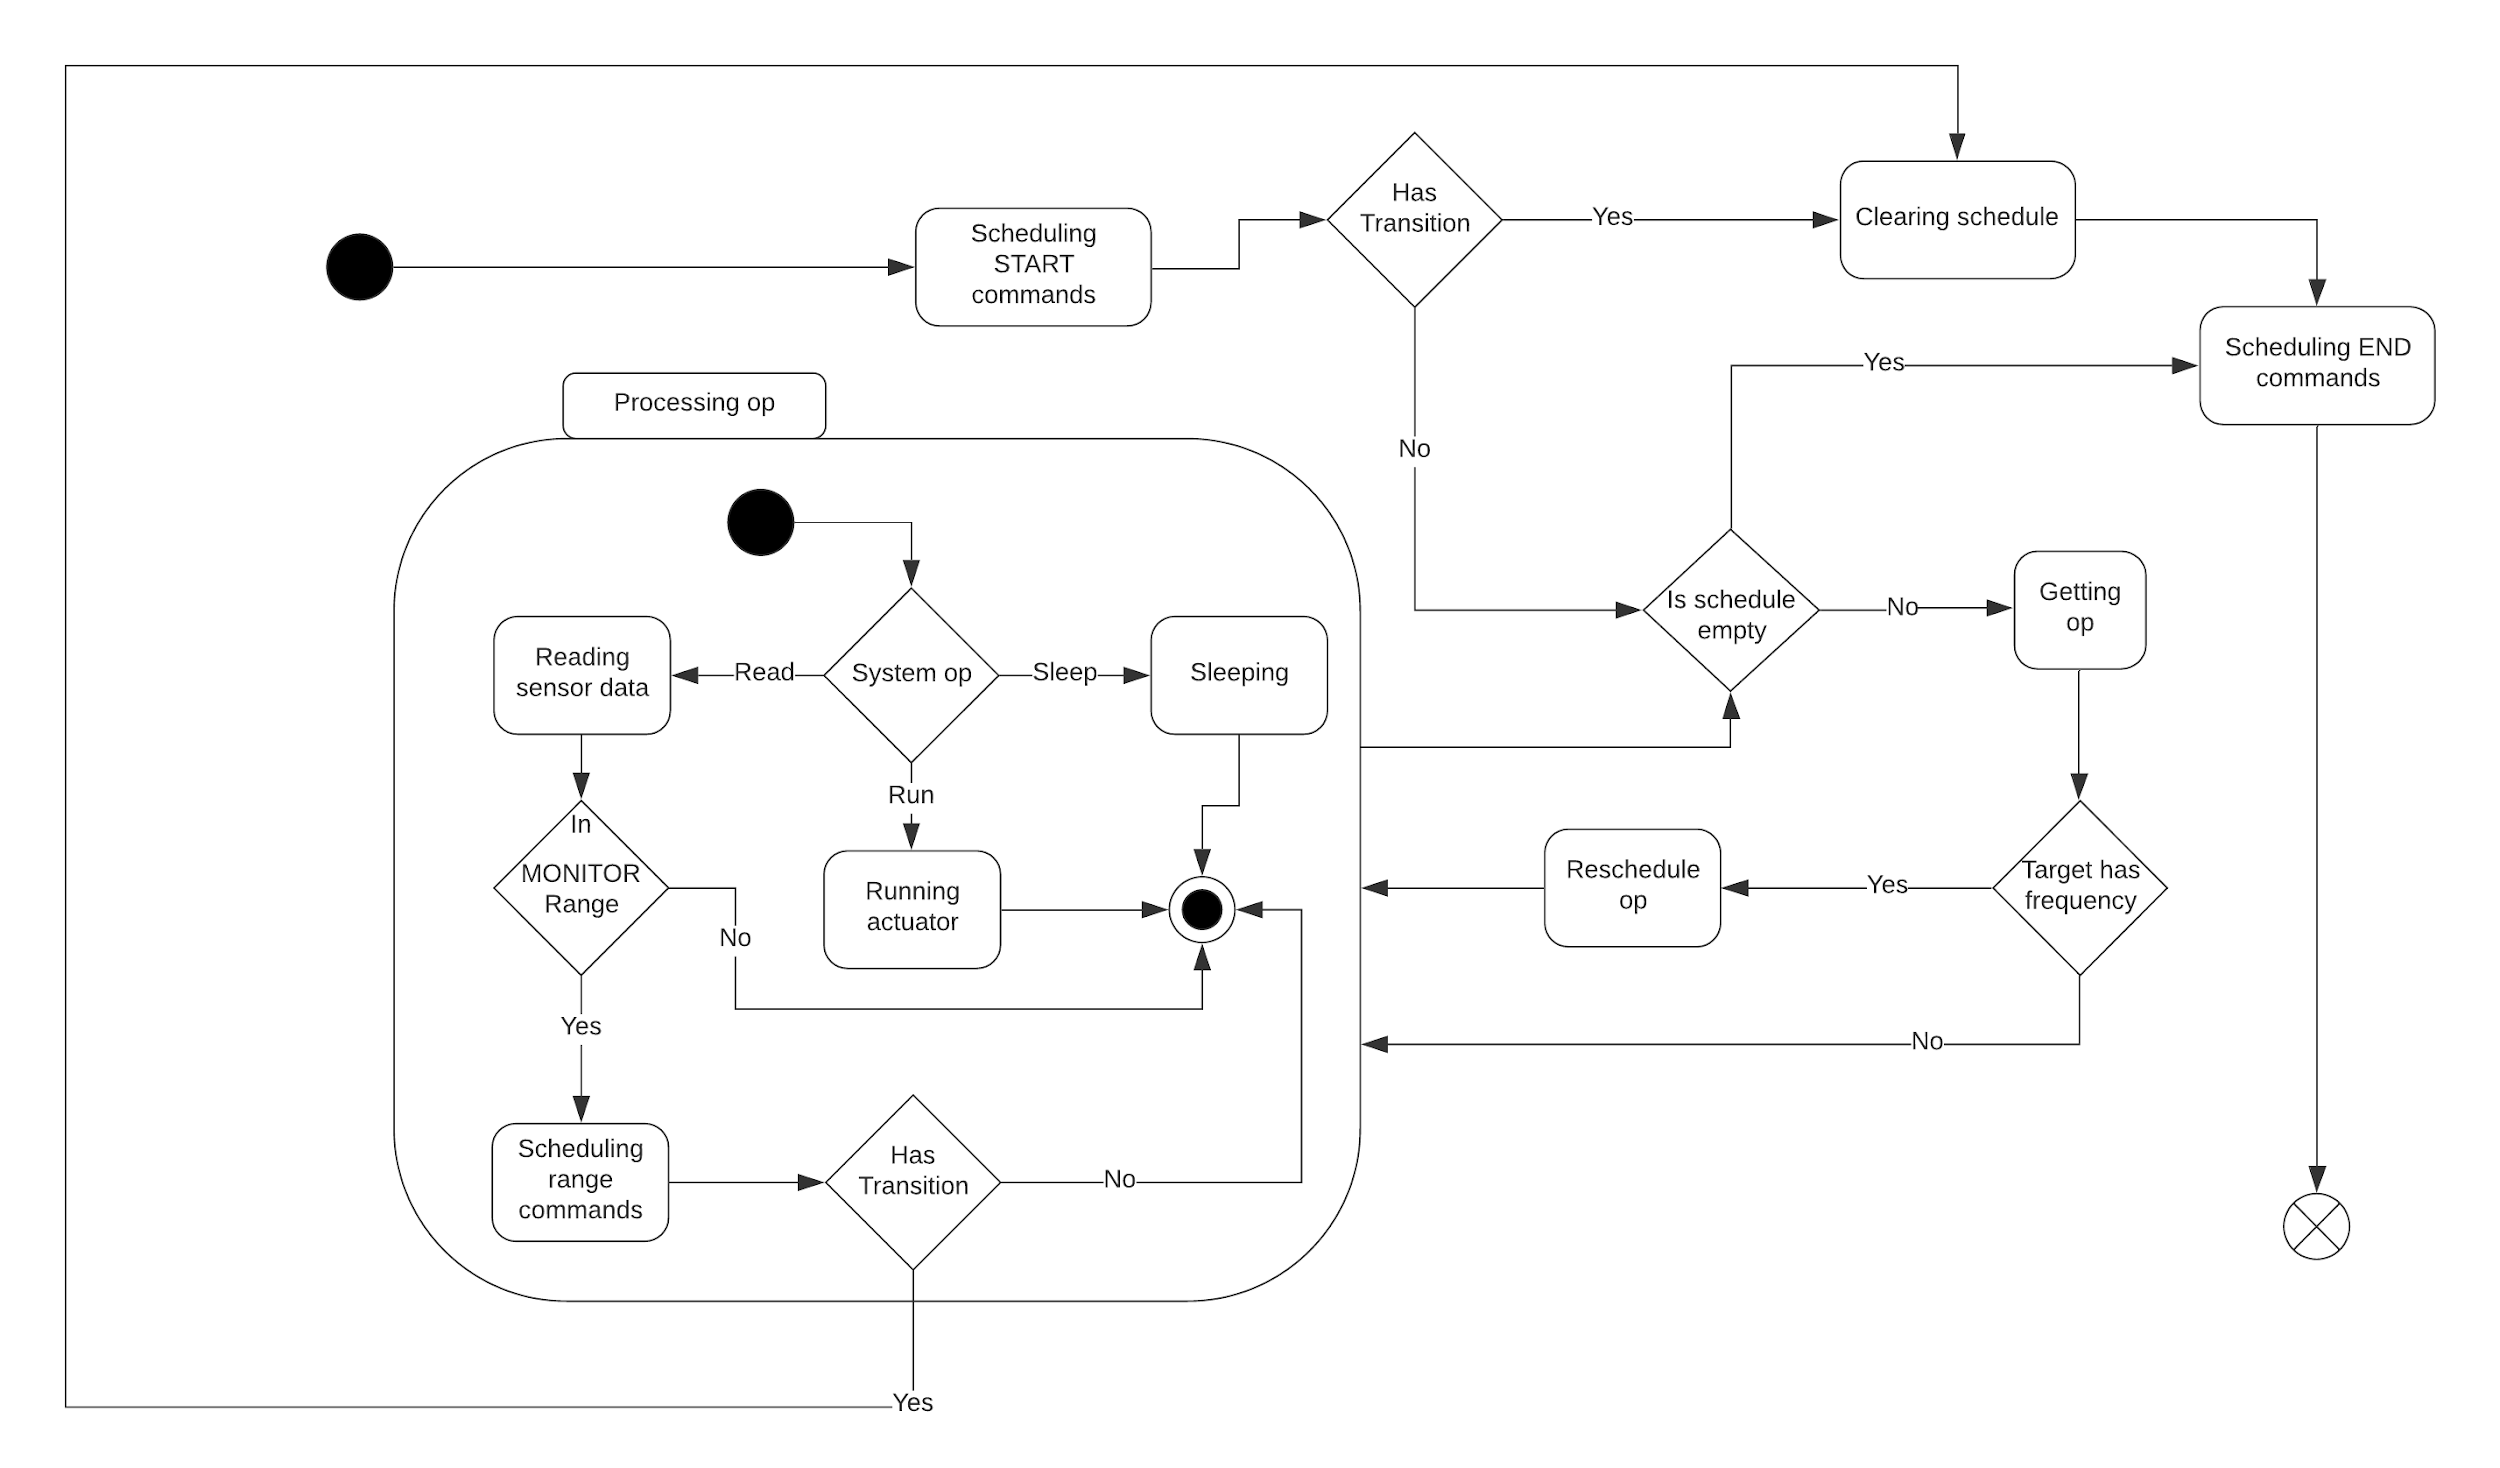 Has
Transition
Yes
Clearing schedule
Scheduling
START
commands
Scheduling END
commands
Yes
Processing op
No
Is schedule
empty
No
Getting
op
Reading
sensor data
Read
System op
Sleep
Sleeping
Run
In
MONITOR
Range
Running
actuator
Reschedule
op
Yes
Target has
frequency
No
Yes
No
Scheduling
range
commands
Has
Transition
No
Yes